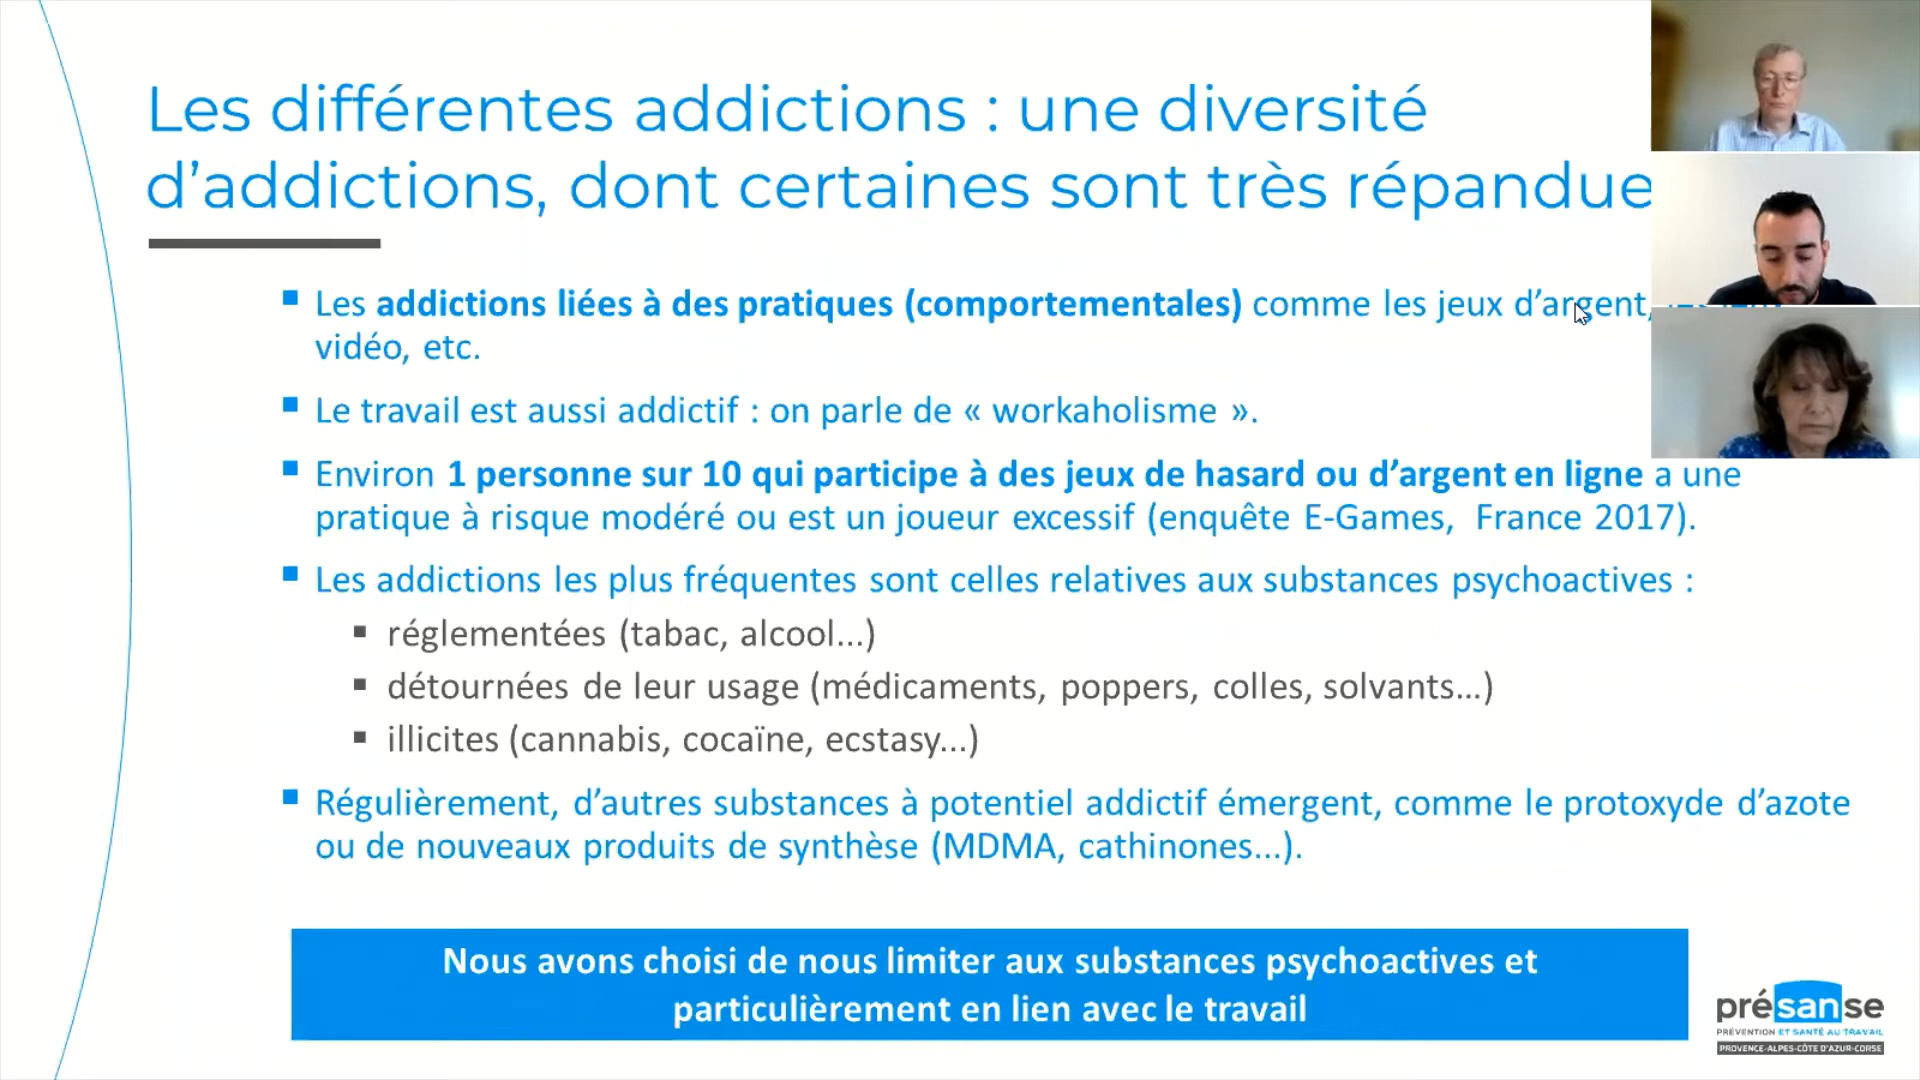 Les différentes addictions : une diversité
d’addictions, dont certaines sont très répandue
▪ Les addictions liées à des pratiques (comportementales) comme les jeux d’argent,
vidéo, etc.
▪ Le travail est aussi addictif : on parle de « workaholisme ».
▪ Environ 1 personne sur 10 qui participe à des jeux de hasard ou d’argent en ligne a une
pratique à risque modéré ou est un joueur excessif (enquête E-Games, France 2017).
▪ Les addictions les plus fréquentes sont celles relatives aux substances psychoactives :
▪ réglementées (tabac, alcool...)
▪ détournées de leur usage (médicaments, poppers, colles, solvants...)
▪ illicites (cannabis, cocaïne, ecstasy...)
▪ Régulièrement, d’autres substances à potentiel addictif émergent, comme le protoxyde d’azote
ou de nouveaux produits de synthèse (MDMA, cathinones...).
Nous avons choisi de nous limiter aux substances psychoactives et
particulièrement en lien avec le travail
présanse
PRÉVENTION ET SANTÉ AU TRAVAIL
PROVENCE-ALPES-CÔTE D'AZUR-CORSE